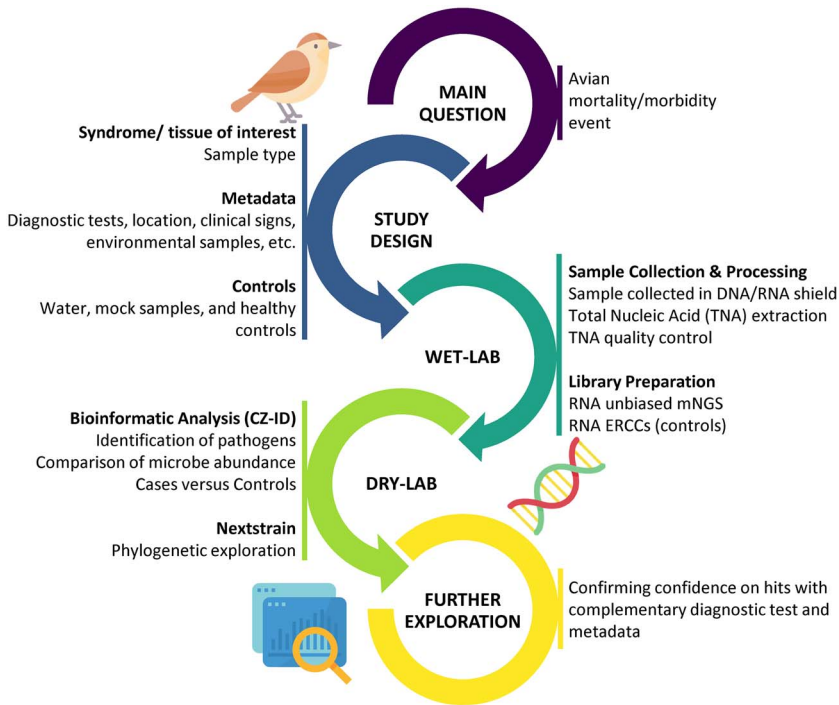 MAIN
QUESTION
Avian
mortality/morbidity
event
Syndrome/ tissue of interest
Sample type
Metadata
Diagnostic tests, location, clinical signs,
environmental samples, etc.
Controls
Water, mock samples, and healthy
controls
STUDY
DESIGN
WET-LAB
Sample Collection & Processing
Sample collected in DNA/RNA shield
Total Nucleic Acid (TNA) extraction
TNA quality control
Library Preparation
RNA unbiased mNGS
RNA ERCCs (controls)
Bioinformatic Analysis (CZ-ID)
Identification of pathogens
Comparison of microbe abundance
Cases versus Controls
Nextstrain
Phylogenetic exploration
DRY-LAB
FURTHER
EXPLORATION
Confirming confidence on hits with
complementary diagnostic test and
metadata